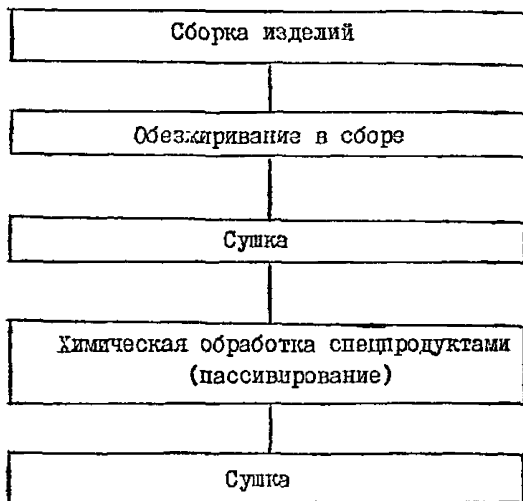 Сборка изделий
Обезжиривание в сборе
Сушка
Химическая обработка спецпродуктами
(пассивирование)
Сушка